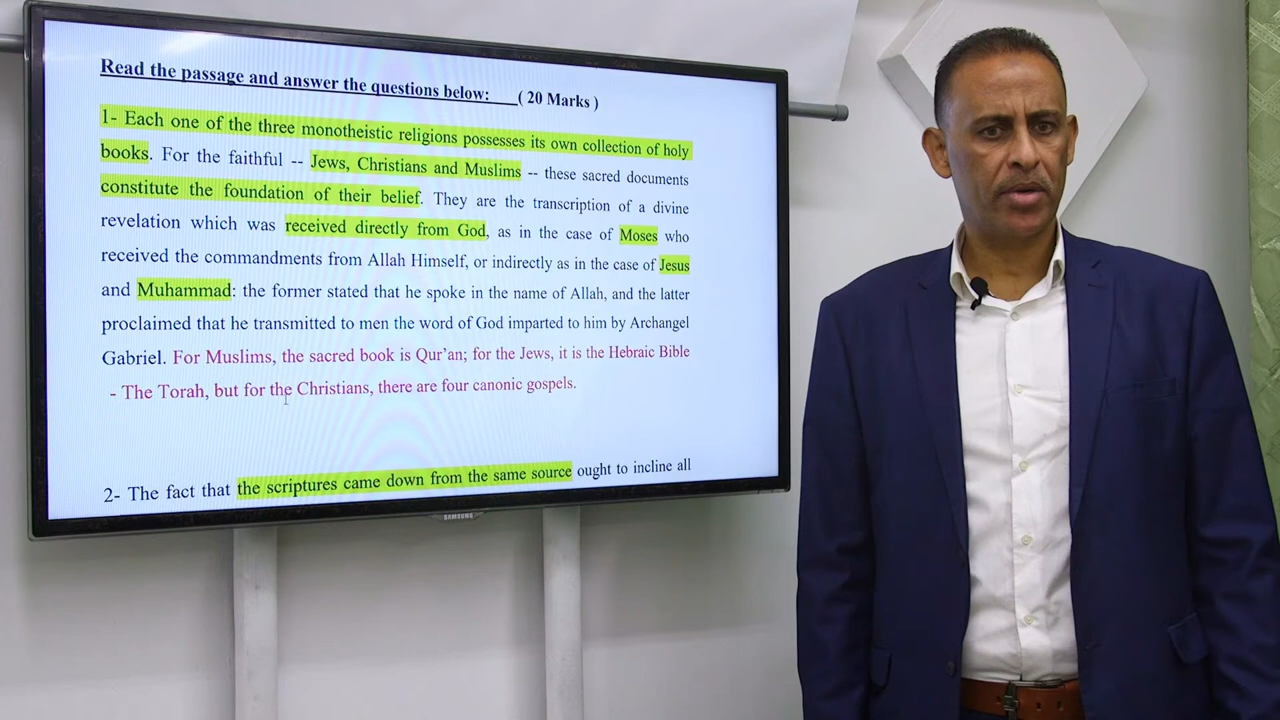 Read the passage and answer the questions below: ___( 20 Marks )
1- Each one of the three monotheistic religions possesses its own collection of holy
books. For the faithful -- Jews, Christians and Muslims -- these sacred documents
constitute the foundation of their belief. They are the transcription of a divine
revelation which was received directly from God, as in the case of Moses who
received the commandments from Allah Himself, or indirectly as in the case of Jesus
and Muhammad: the former stated that he spoke in the name of Allah, and the latter
proclaimed that he transmitted to men the word of God imparted to him by Archangel
Gabriel. For Muslims, the sacred book is Qur’an; for the Jews, it is the Hebraic Bible
- The Torah, but for the Christians, there are four canonic gospels.
2- The fact that the scriptures came down from the same source ought to incline all
SAMSUNG